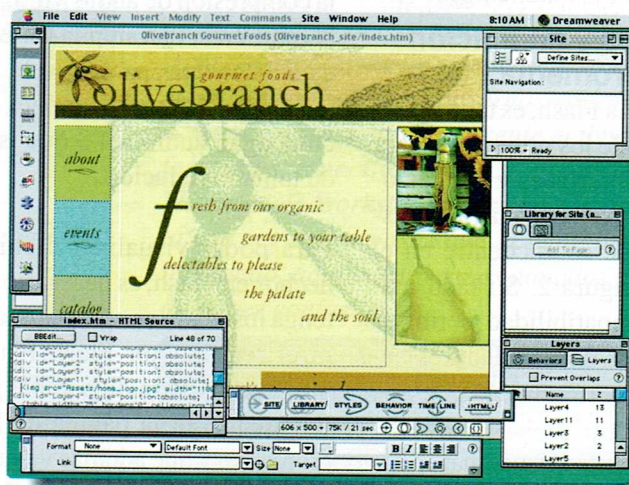 File Edit View Insert Modify Text Commands Site Window Help 8:10 AM Dreamweaver
Olivebranch Gourmet Foods (Olivebranch_site/index.htm)
gourmet foods
olivebranch
about
events
catalog
fresh from our organic
gardens to your table
delectables to please
the palate
and the soul.
Site
Define Sites...
Site Navigation:
100% Ready
Library for Site (a...
Add To Page
Layers
Behaviors Layers
Prevent Overlaps
Name Z
Layer4 13
Layer11 11
Layer3 3
Layer2 2
Layer5 1
index.htm - HTML Source
BBEdit... Wrap Line 48 of 70
<div id="Layer1" style="position: absolute;
<div id="Layer2" style="position:absolute;
<div id="Layer3" style="position:absolute;
<img src="Assets/home_logo.jpg" width="100
<div id="Layer4" style="position:absolute;
SITE LIBRARY STYLES BEHAVIOR TIMELINE HTML
606 x 500 75K / 21 sec
Format None Default Font Size None B I
Link Target